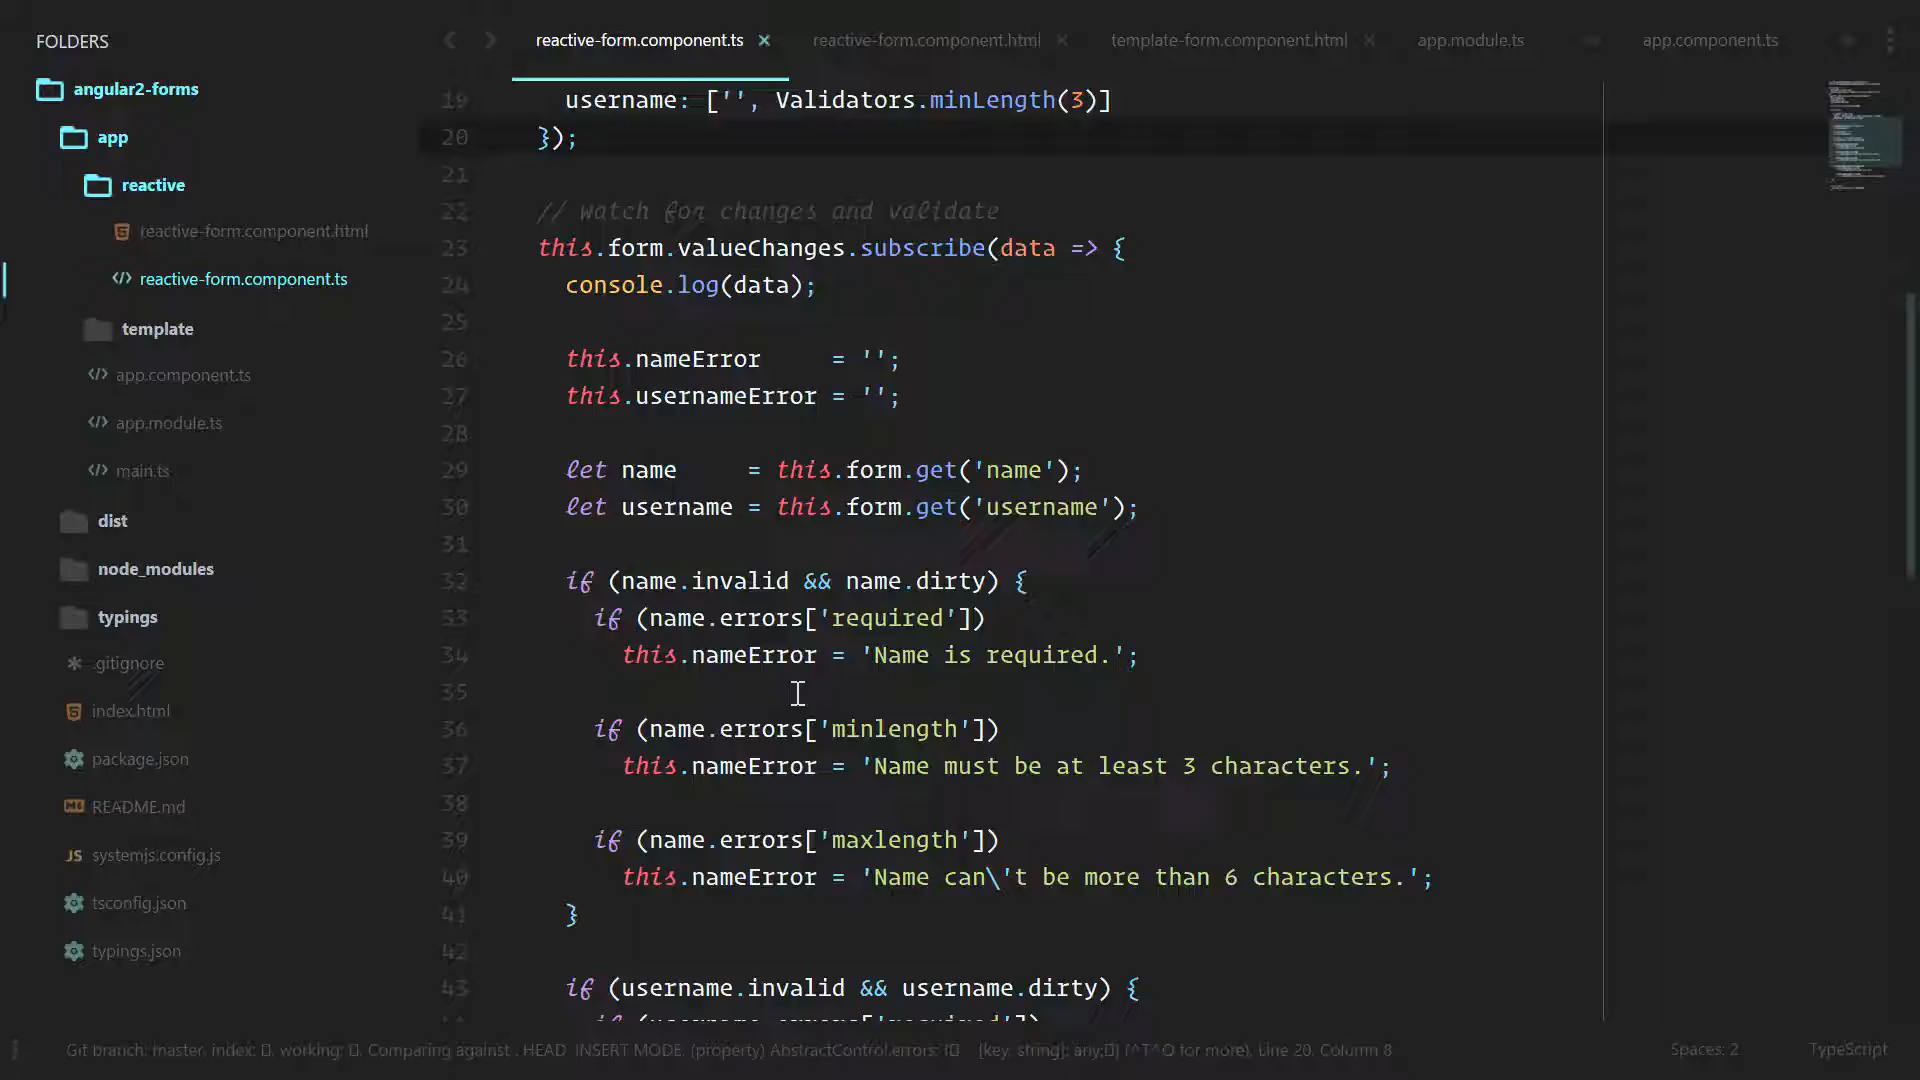 FOLDERS
angular2-forms
app
reactive
reactive-form.component.html
reactive-form.component.ts
template
app.component.ts
app.module.ts
main.ts
dist
node_modules
typings
.gitignore
index.html
package.json
README.md
JS systemjs.config.js
tsconfig.json
typings.json
reactive-form.component.ts × reactive-form.component.html × template-form.component.html × app.module.ts app.component.ts
19 username: ['', Validators.minLength(3)]
20 });
21
22 // watch for changes and validate
23 this.form.valueChanges.subscribe(data => {
24 console.log(data);
25
26 this.nameError = '';
27 this.usernameError = '';
28
29 let name = this.form.get('name');
30 let username = this.form.get('username');
31
32 if (name.invalid && name.dirty) {
33 if (name.errors['required'])
34 this.nameError = 'Name is required.';
35
36 if (name.errors['minlength'])
37 this.nameError = 'Name must be at least 3 characters.';
38
39 if (name.errors['maxlength'])
40 this.nameError = 'Name can\'t be more than 6 characters.';
41 }
42
43 if (username.invalid && username.dirty) {
Git branch: master, index: working: Comparing against HEAD INSERT MODE, (property) AbstractControl.errors: [key: string]: any; (^T^O for more), Line 20, Column 8 Spaces: 2 TypeScript